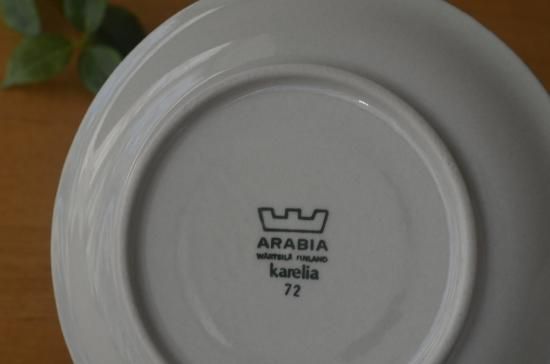 ARABIA
WÄRTSILÄ FINLAND
karelia
72